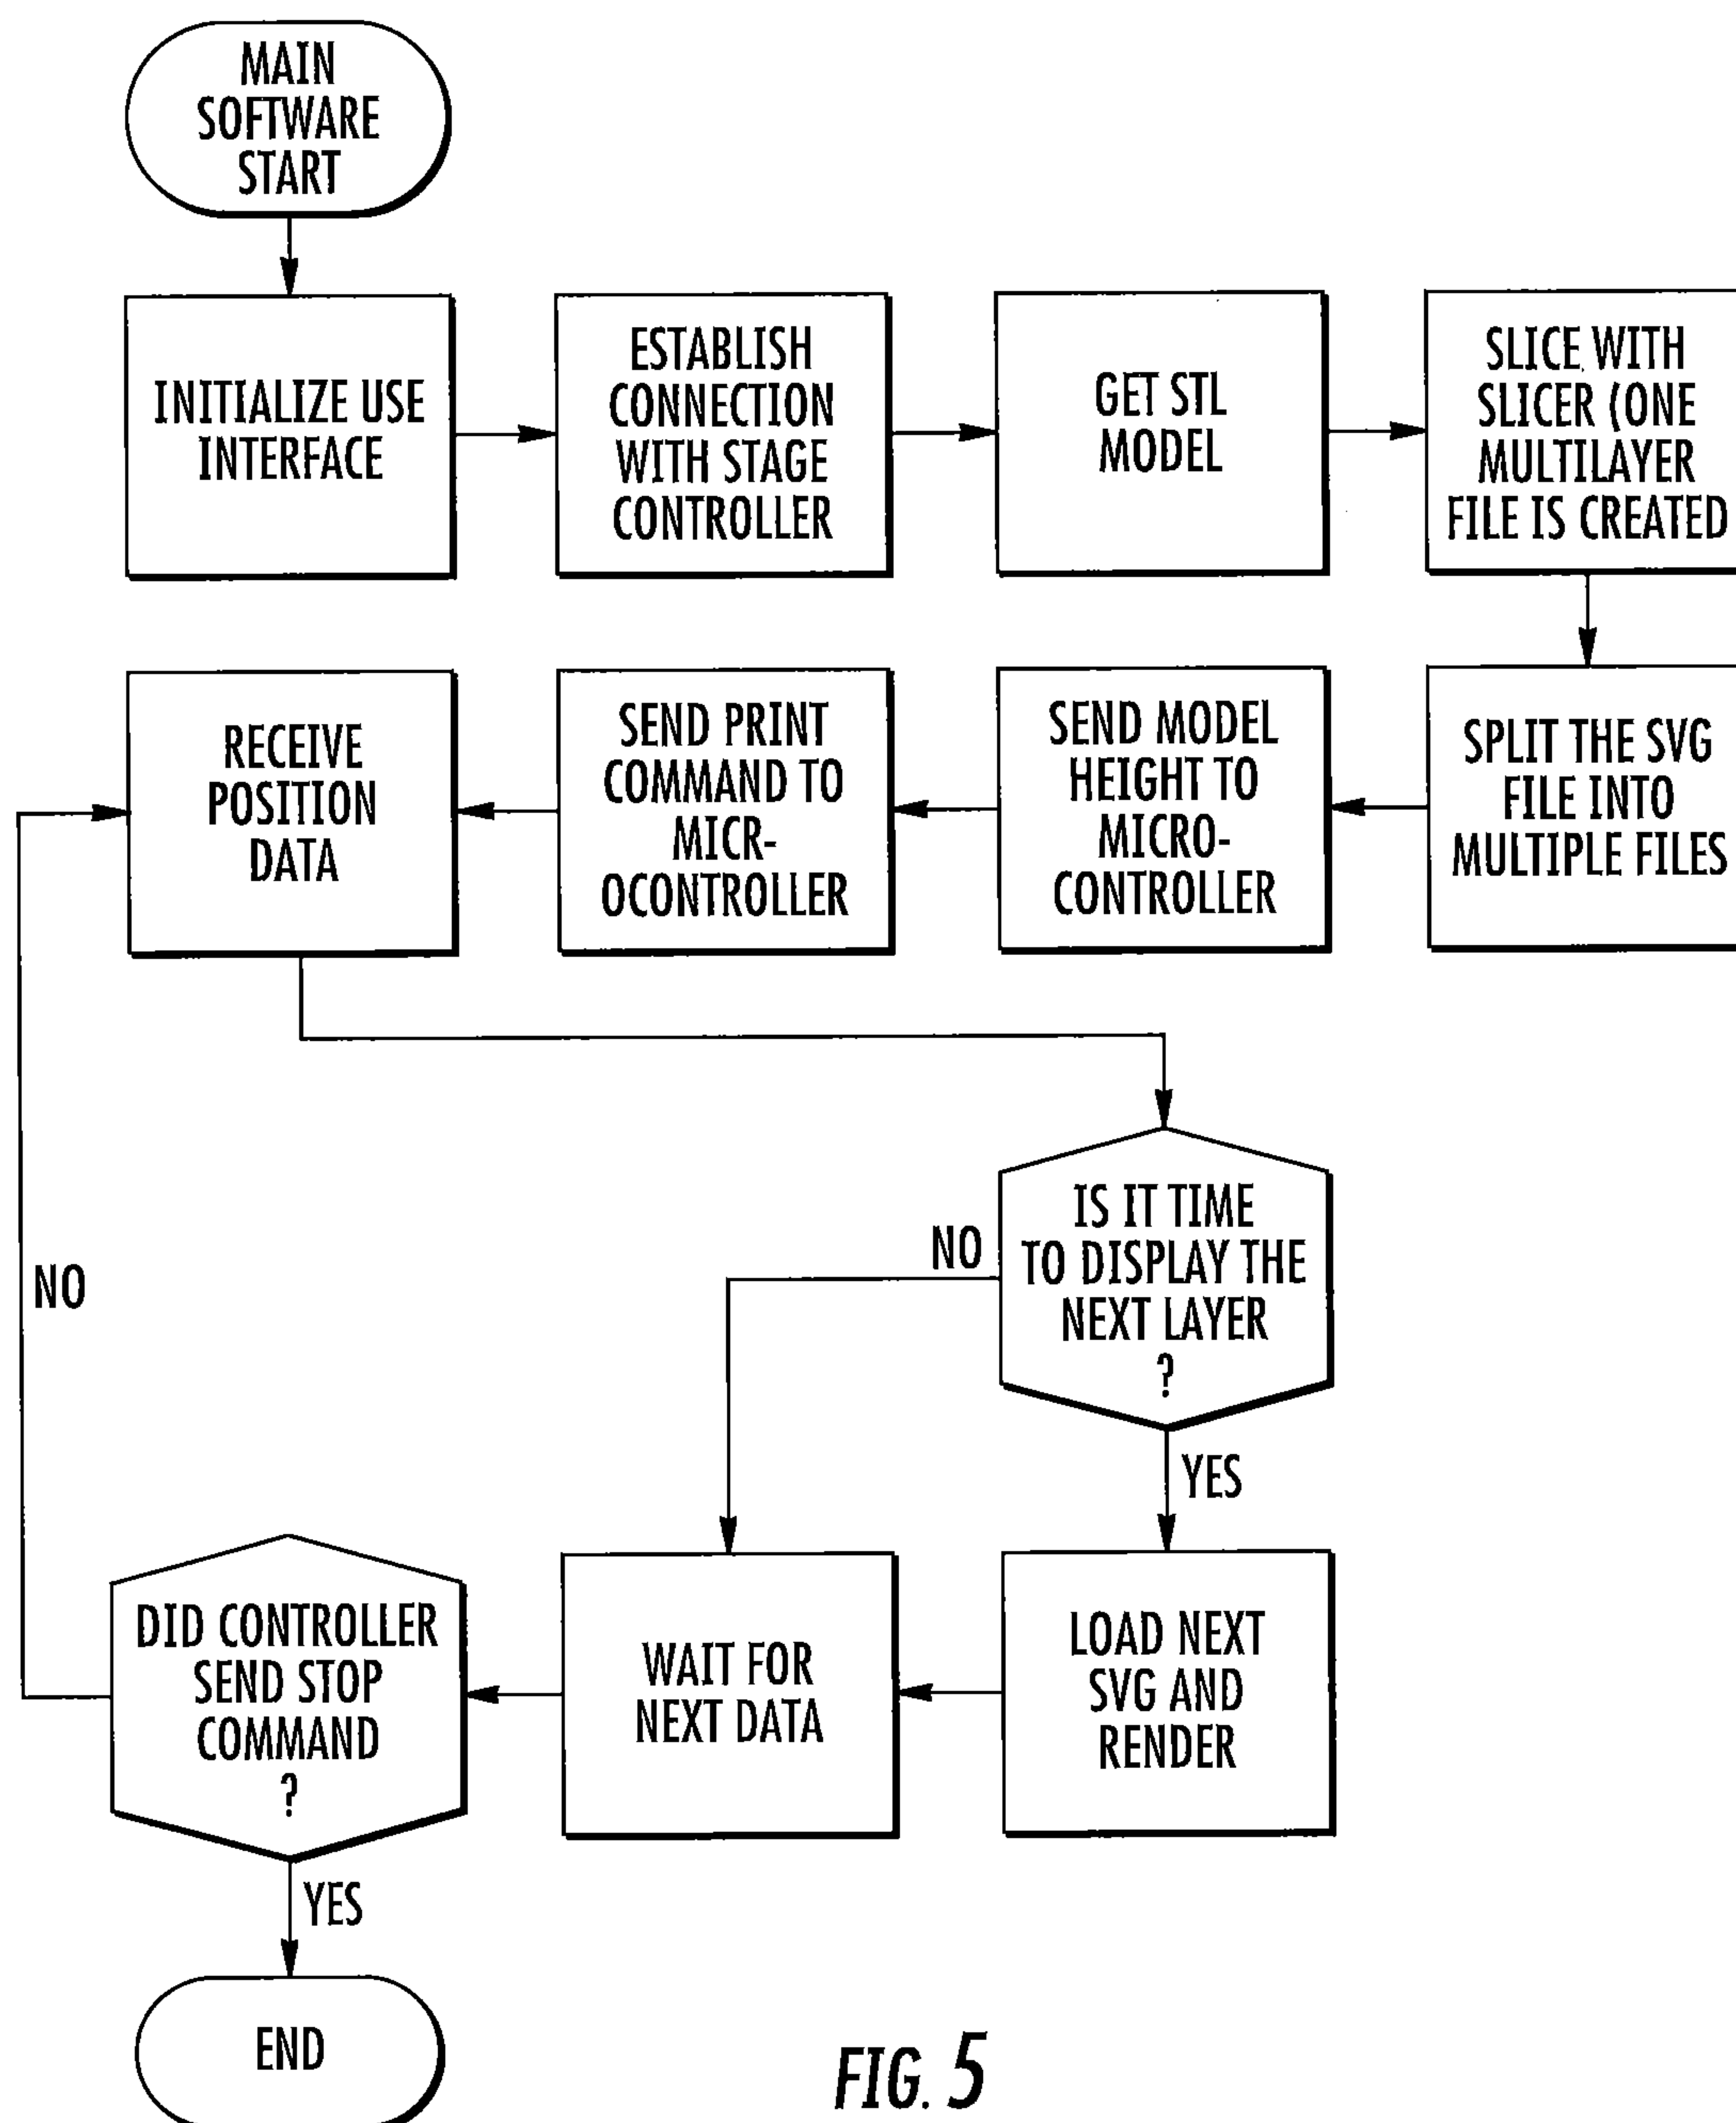 MAIN
SOFTWARE
START
INITIALIZE USE
INTERFACE
ESTABLISH
CONNECTION
WITH STAGE
CONTROLLER
GET STL
MODEL
SLICE WITH
SLICER (ONE
MULTILAYER
FILE IS CREATED
SPLIT THE SVG
FILE INTO
MULTIPLE FILES
SEND MODEL
HEIGHT TO
MICRO-
CONTROLLER
SEND PRINT
COMMAND TO
MICR-
OCONTROLLER
RECEIVE
POSITION
DATA
IS IT TIME
TO DISPLAY THE
NEXT LAYER
?
NO
YES
LOAD NEXT
SVG AND
RENDER
WAIT FOR
NEXT DATA
DID CONTROLLER
SEND STOP
COMMAND
?
NO
YES
END
FIG. 5